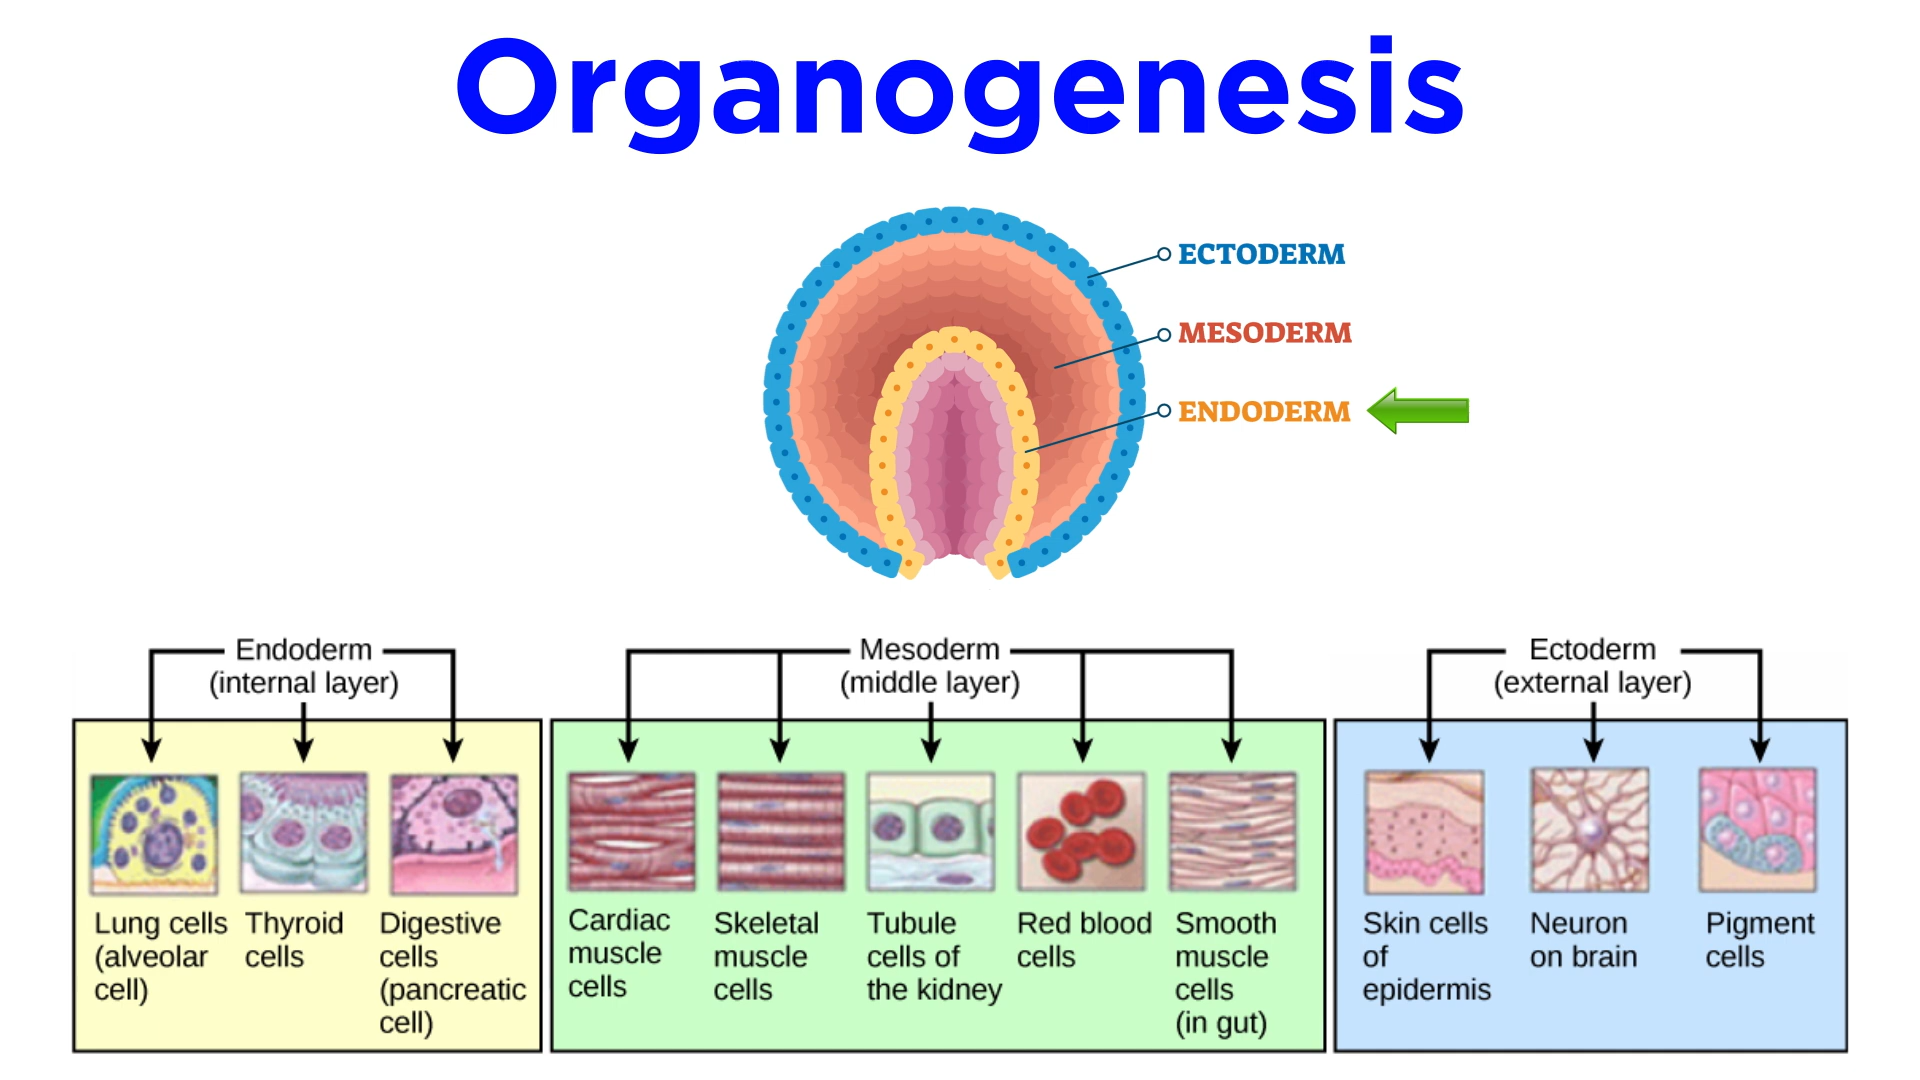 Organogenesis
ECTODERM
MESODERM
ENDODERM
Endoderm
(internal layer)
Lung cells
(alveolar
cell)
Thyroid
cells
Digestive
cells
(pancreatic
cell)
Mesoderm
(middle layer)
Cardiac
muscle
cells
Skeletal
muscle
cells
Tubule
cells of
the kidney
Red blood
cells
Smooth
muscle
cells
(in gut)
Ectoderm
(external layer)
Skin cells
of
epidermis
Neuron
on brain
Pigment
cells